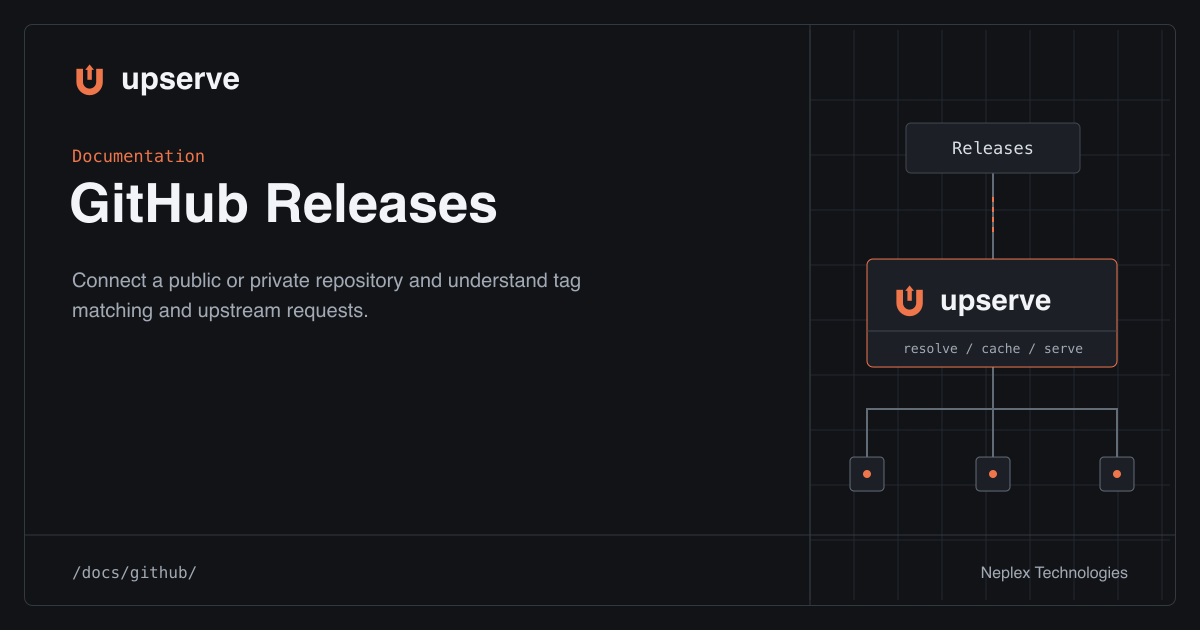 upserve
Documentation
GitHub Releases
Connect a public or private repository and understand tag
matching and upstream requests.
/docs/github/
Releases
upserve
resolve / cache / serve
Neplex Technologies